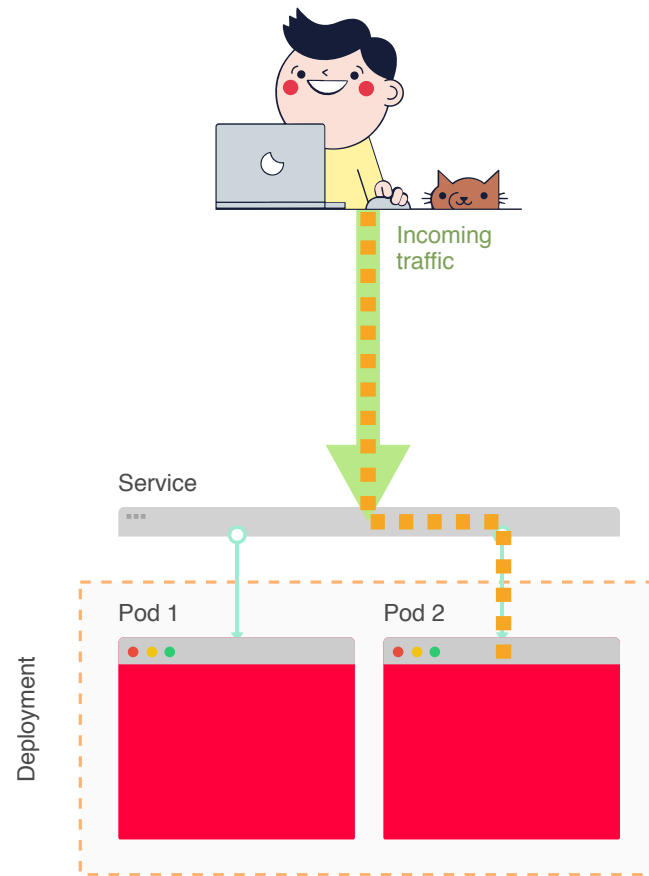 Incoming
traffic
Service
Pod 1
Pod 2
Deployment